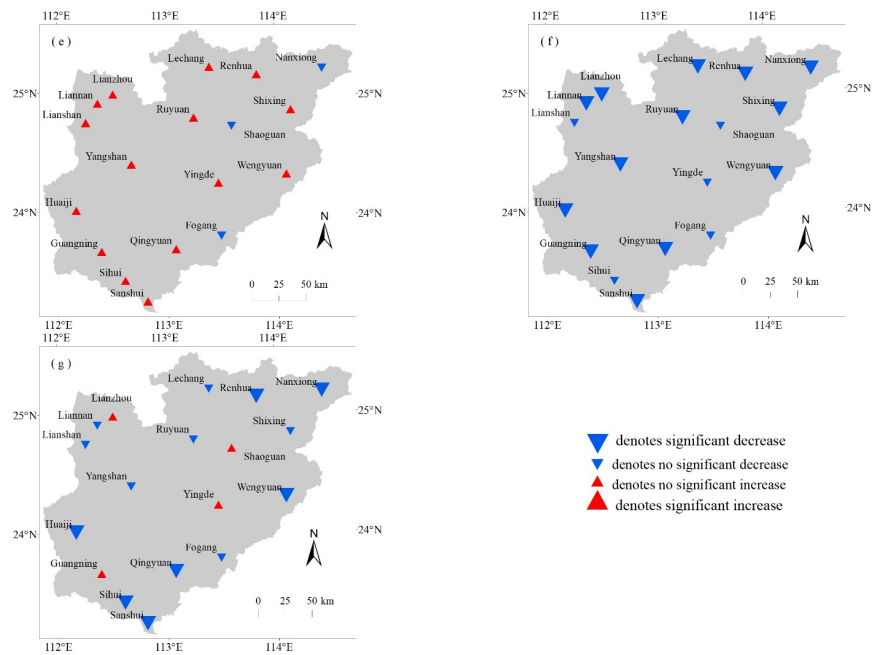 112°E 113°E 114°E
( e )
Lechang
Renhua
Nanxiong
25°N
25°N
Lianzhou
Liannan
Lianshan
Ruyuan
Shixing
Shaoguan
Yangshan
Yingde
Wengyuan
24°N
24°N
Huaiji
Fogang
Guangning
Qingyuan
N
Sihui
Sanshui
0 25 50 km
112°E 113°E 114°E
112°E 113°E 114°E
( f )
Lechang
Renhua
Nanxiong
25°N
25°N
Lianzhou
Liannan
Lianshan
Ruyuan
Shixing
Shaoguan
Yangshan
Yingde
Wengyuan
24°N
24°N
Huaiji
Fogang
Guangning
Qingyuan
N
Sihui
Sanshui
0 25 50 km
112°E 113°E 114°E
( g )
Lechang
Renhua
Nanxiong
25°N
25°N
Lianzhou
Liannan
Lianshan
Ruyuan
Shixing
Shaoguan
Yangshan
Yingde
Wengyuan
24°N
24°N
Huaiji
Fogang
Guangning
Qingyuan
N
Sihui
Sanshui
0 25 50 km
112°E 113°E 114°E
denotes significant decrease
denotes no significant decrease
denotes no significant increase
denotes significant increase